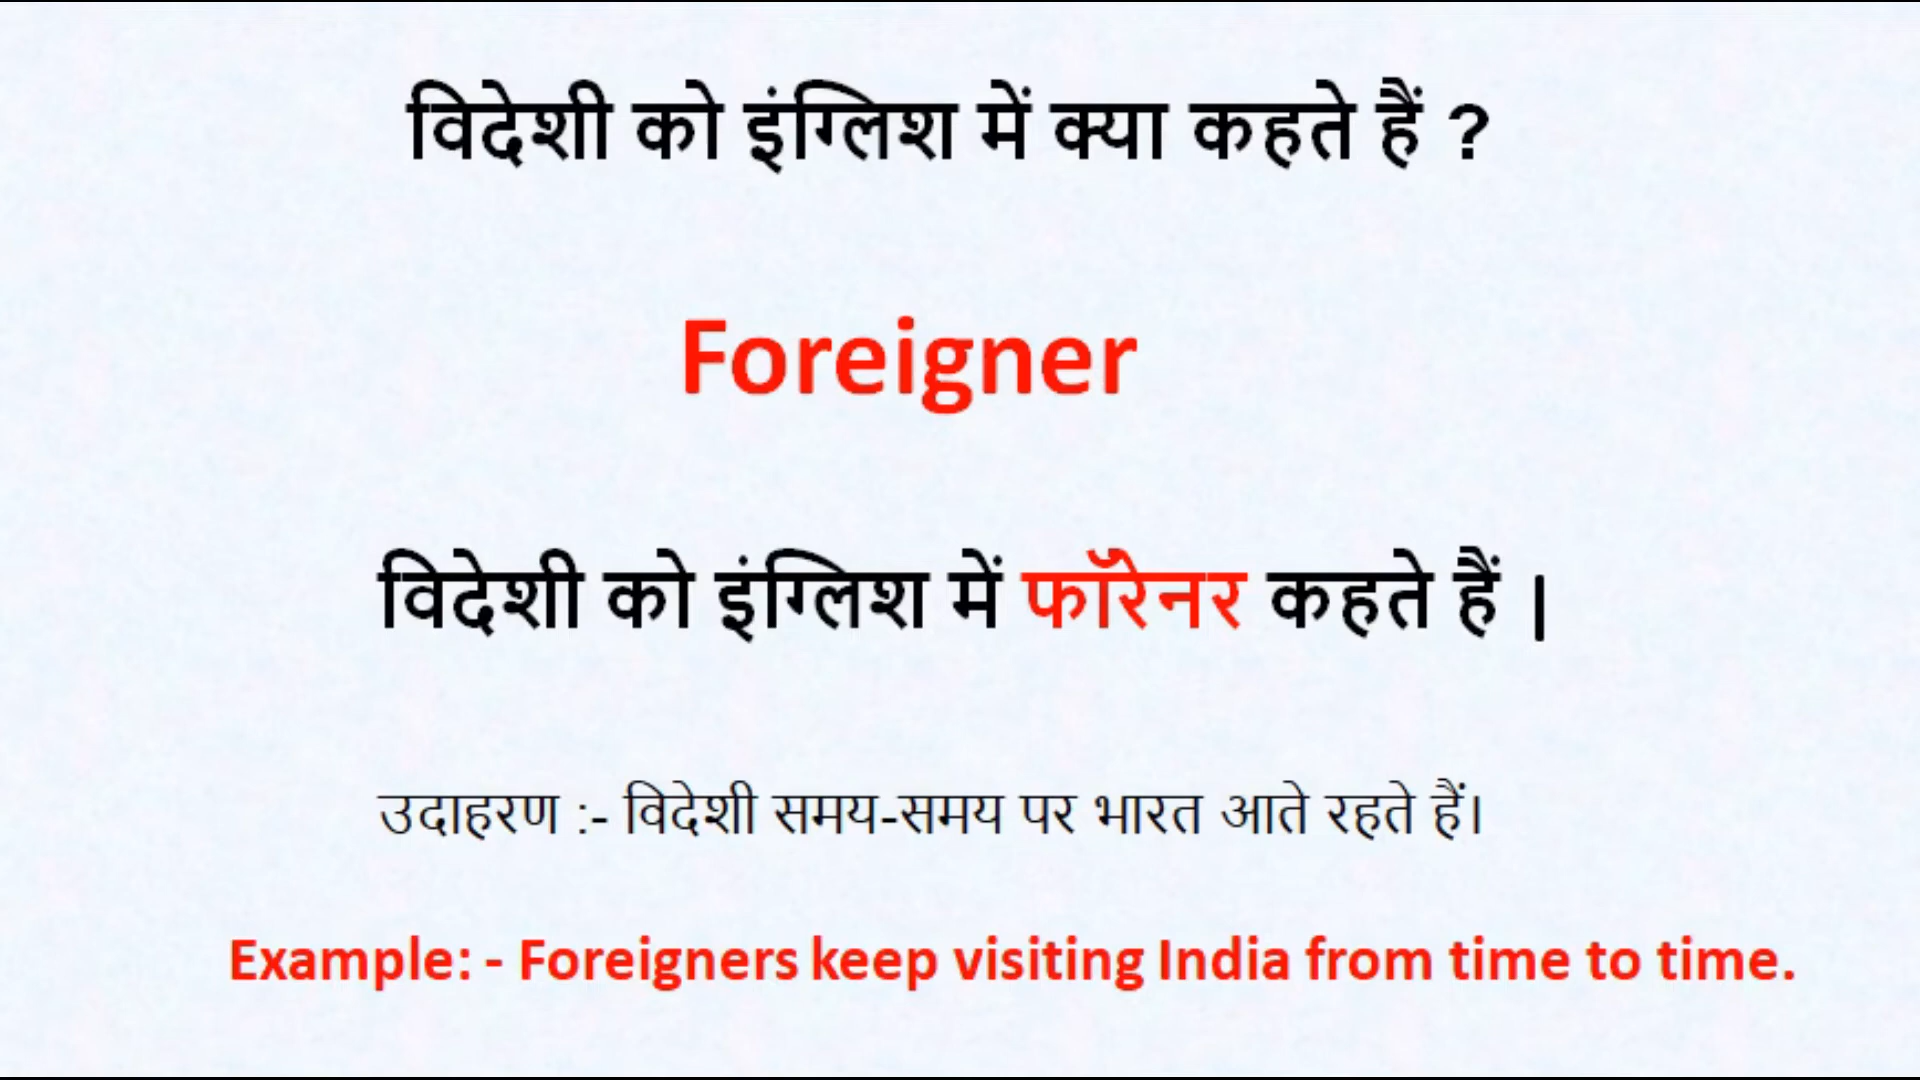 विदेशी को इंग्लिश में क्या कहते हैं ?
Foreigner
विदेशी को इंग्लिश में फॉरेनर कहते हैं |
उदाहरण :- विदेशी समय-समय पर भारत आते रहते हैं।
Example: - Foreigners keep visiting India from time to time.